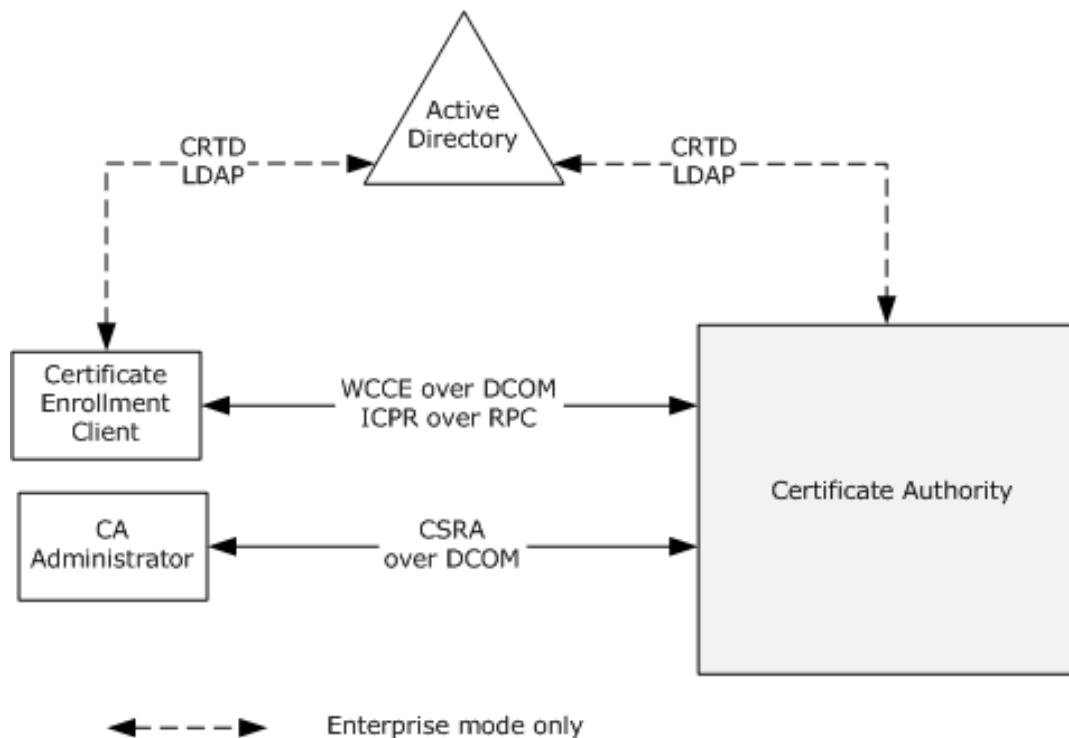 Active
Directory
CRTD
LDAP
CRTD
LDAP
Certificate
Enrollment
Client
WCCE over DCOM
ICPR over RPC
Certificate Authority
CA
Administrator
CSRA
over DCOM
Enterprise mode only